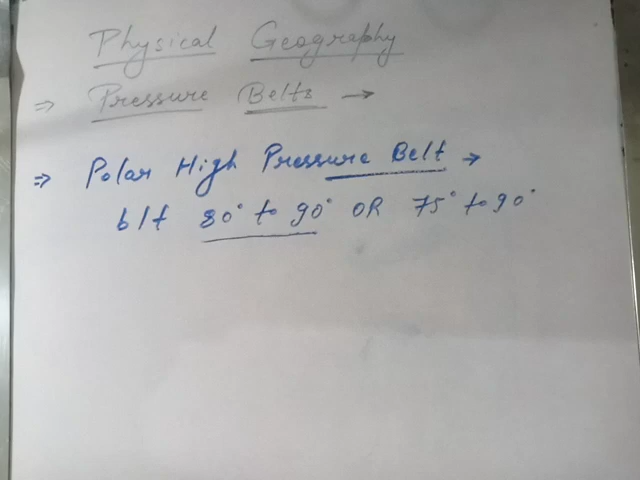 Physical Geography
⇒ Pressure Belts →
⇒ Polar High Pressure Belt →
b/t 80° to 90° OR 75° to 90°